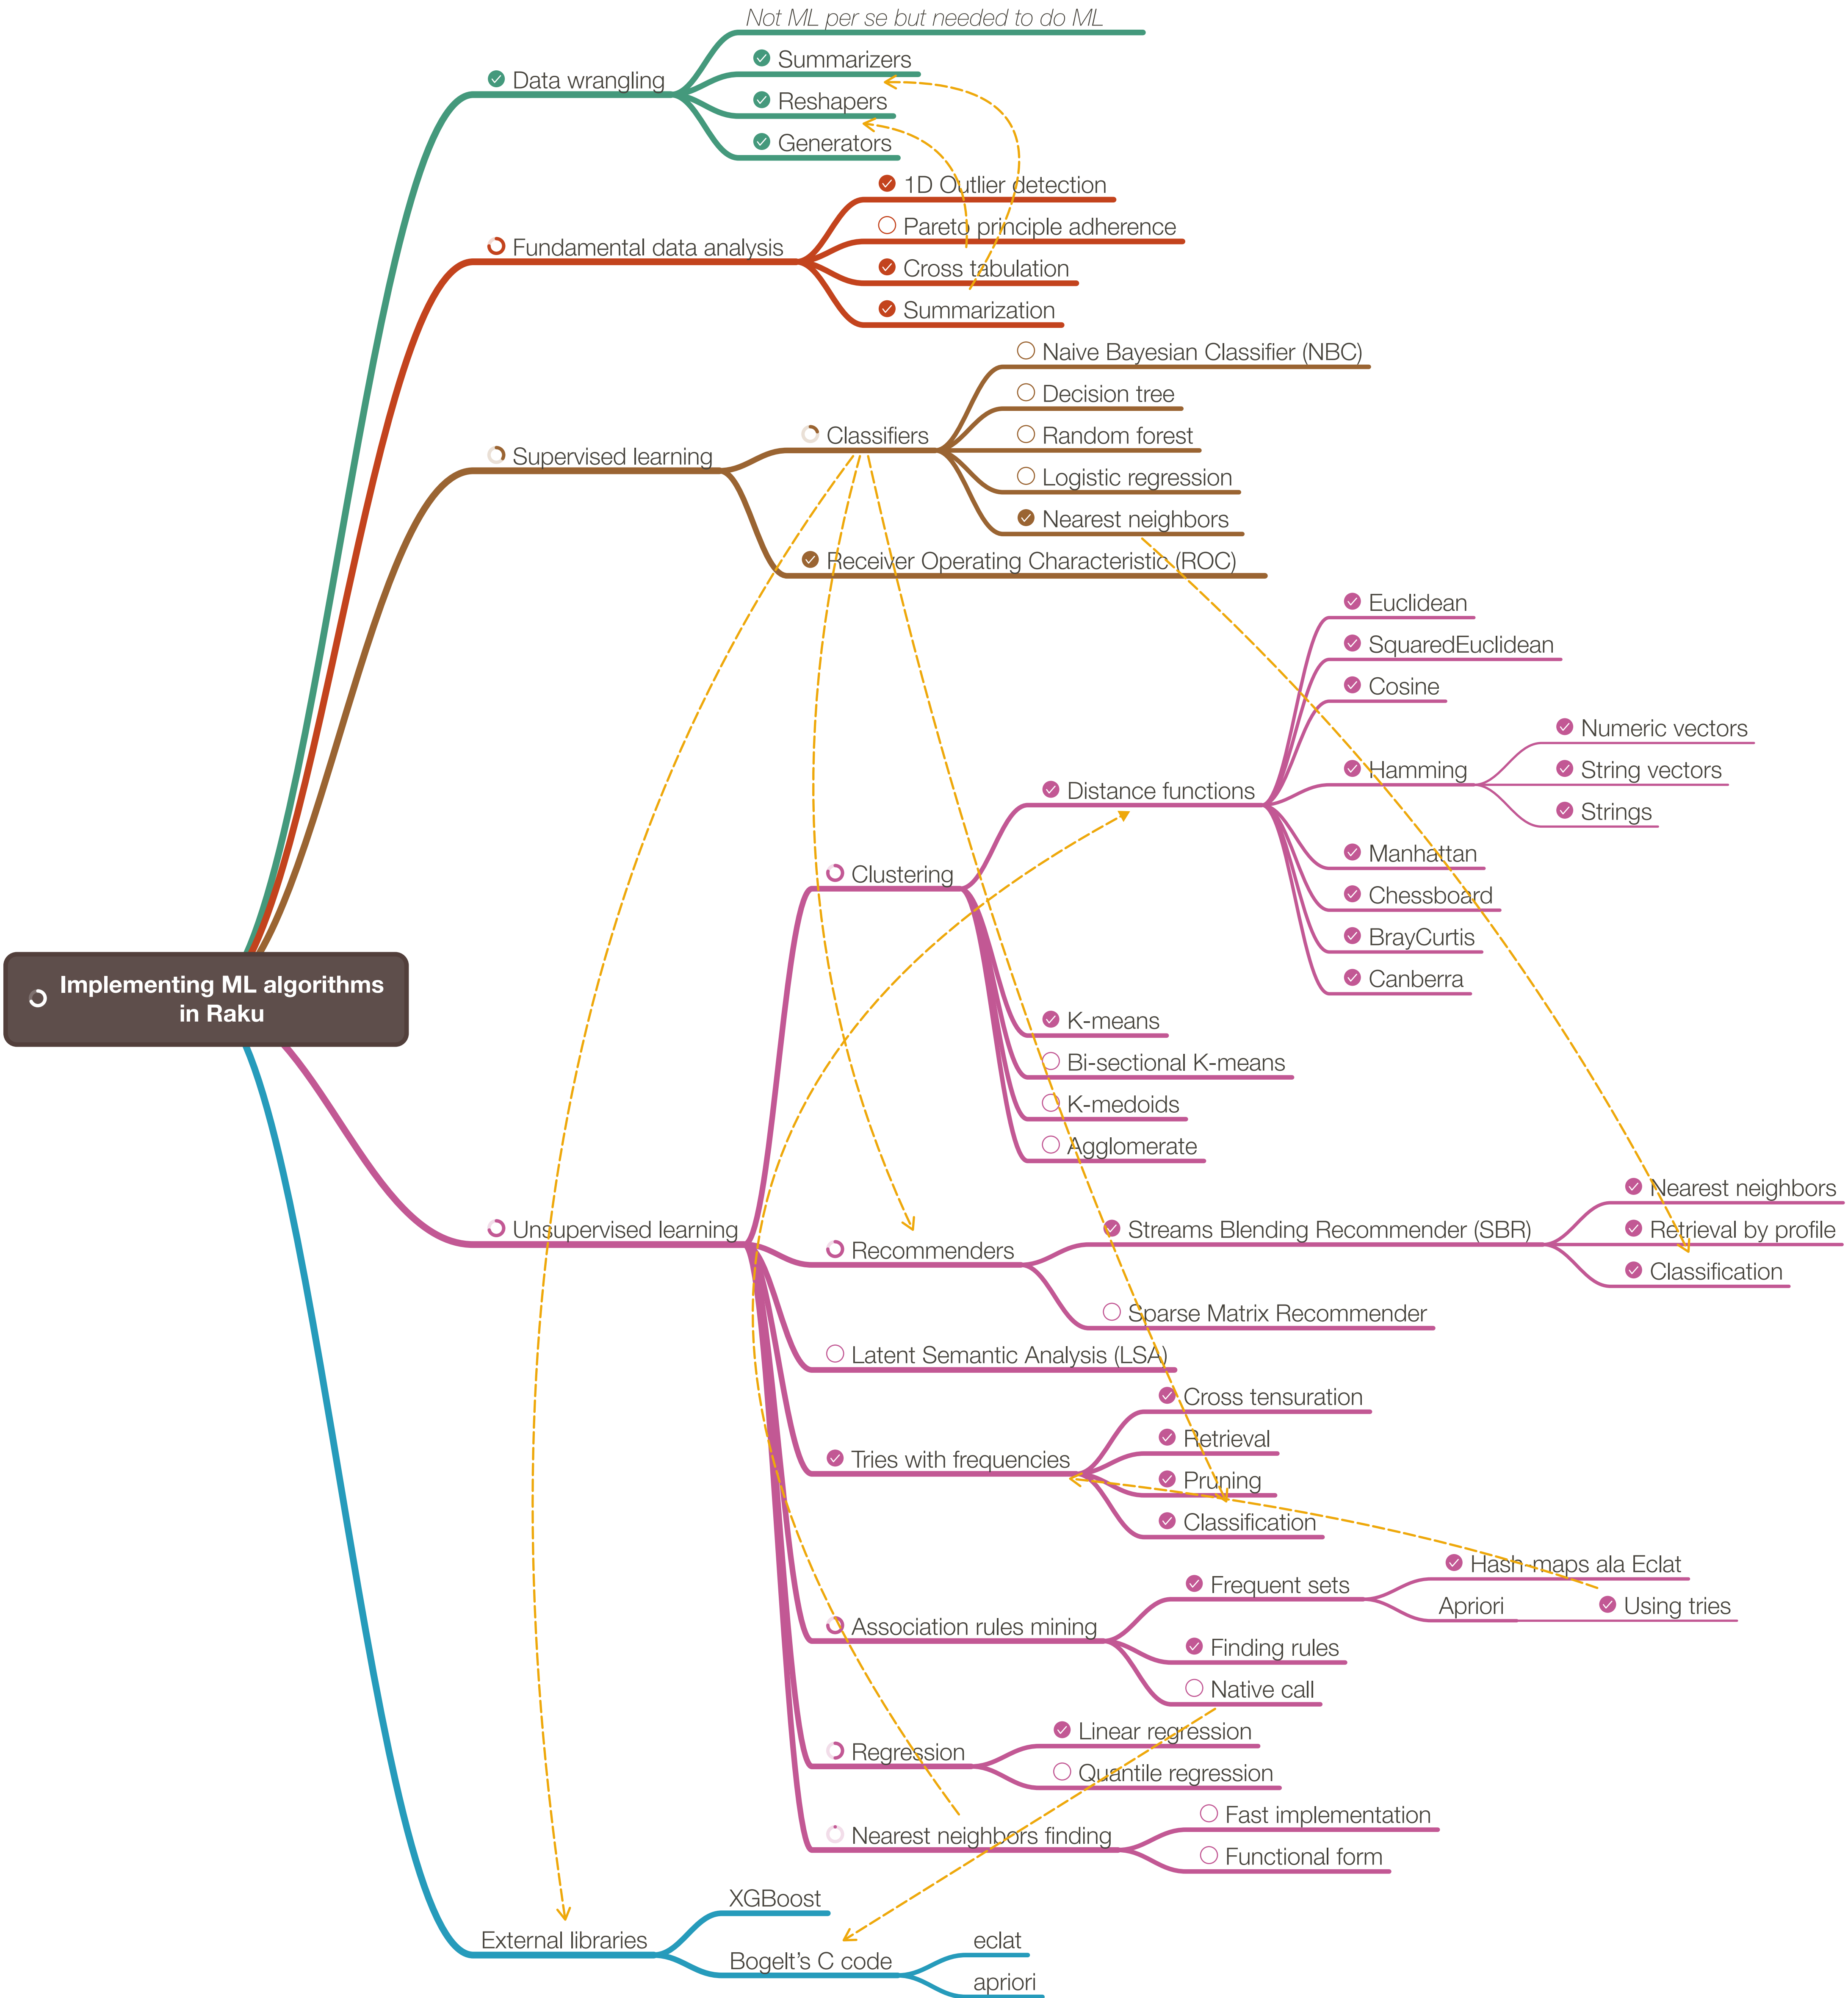 Not ML per se but needed to do ML
Summarizers
Data wrangling
Reshapers
Generators
1D Outlier detection
Pareto principle adherence
Fundamental data analysis
Cross tabulation
Summarization
Naive Bayesian Classifier (NBC)
Decision tree
Classifiers
Random forest
Supervised learning
Logistic regression
Nearest neighbors
Receiver Operating Characteristic (ROC)
Euclidean
SquaredEuclidean
Cosine
Numeric vectors
Hamming
String vectors
Distance functions
Strings
Manhattan
Clustering
Chessboard
BrayCurtis
Canberra
Implementing ML algorithms
in Raku
K-means
Bi-sectional K-means
K-medoids
Agglomerate
Nearest neighbors
Unsupervised learning
Streams Blending Recommender (SBR)
Retrieval by profile
Recommenders
Classification
Sparse Matrix Recommender
Latent Semantic Analysis (LSA)
Cross tensuration
Retrieval
Tries with frequencies
Pruning
Classification
Hash-maps ala Eclat
Frequent sets
Apriori
Using tries
Association rules mining
Finding rules
Native call
Linear regression
Regression
Quantile regression
Fast implementation
Nearest neighbors finding
Functional form
XGBoost
External libraries
Bogelt's C code
eclat
apriori